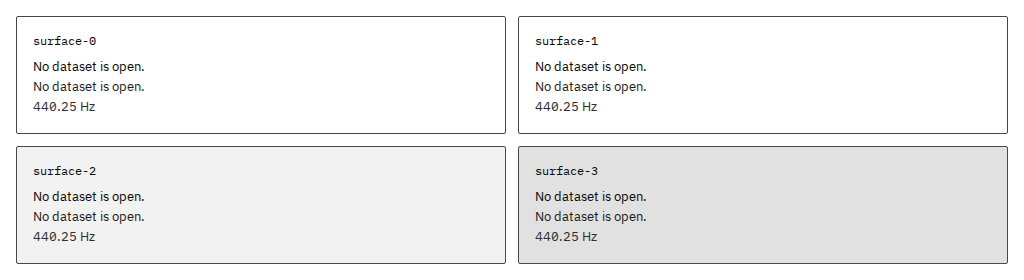 surface-0
No dataset is open.
No dataset is open.
440.25 Hz
surface-1
No dataset is open.
No dataset is open.
440.25 Hz
surface-2
No dataset is open.
No dataset is open.
440.25 Hz
surface-3
No dataset is open.
No dataset is open.
440.25 Hz